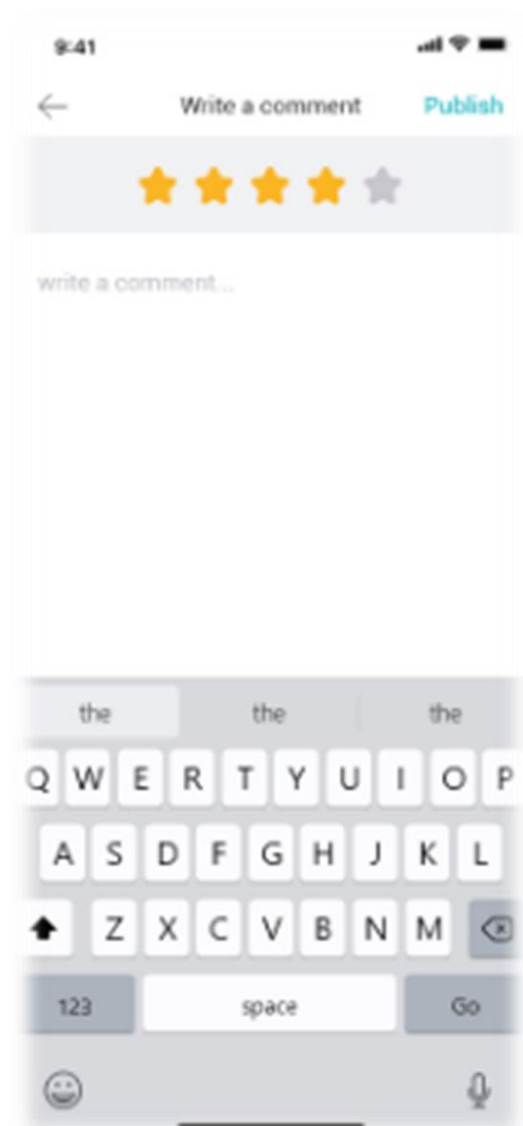 9:41
Write a comment Publish
write a comment...
the the the
Q W E R T Y U I O P
A S D F G H J K L
Z X C V B N M
123 space Go